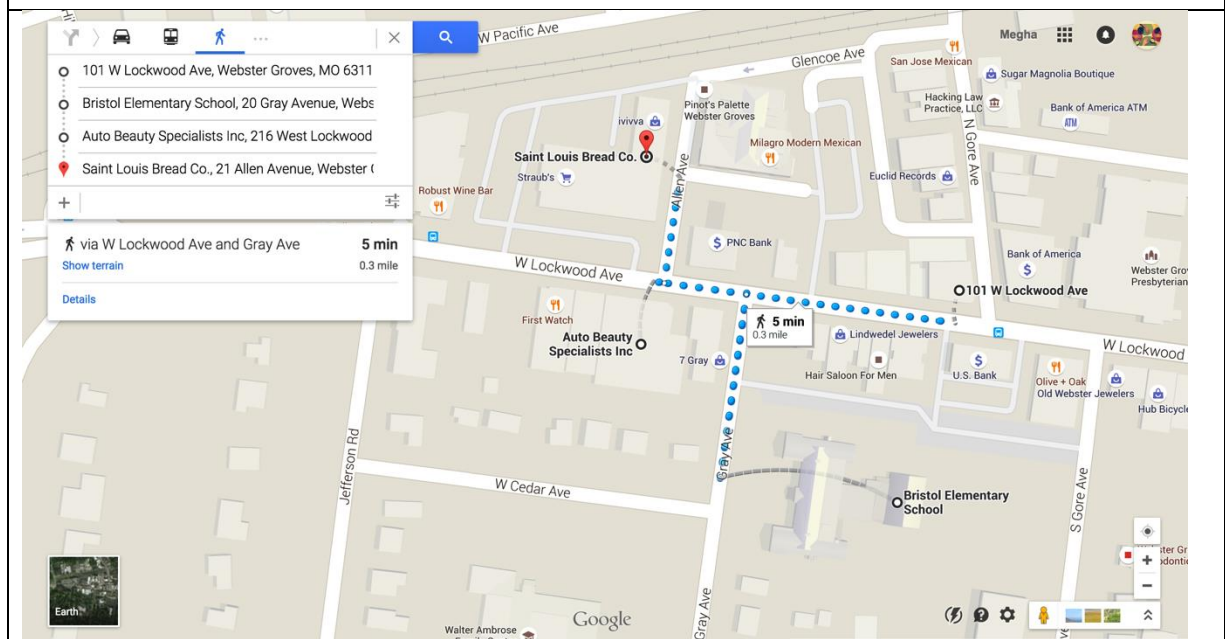 101 W Lockwood Ave, Webster Groves, MO 6311
Bristol Elementary School, 20 Gray Avenue, Webs
Auto Beauty Specialists Inc, 216 West Lockwood
Saint Louis Bread Co., 21 Allen Avenue, Webster (
+
via W Lockwood Ave and Gray Ave 5 min
Show terrain 0.3 mile
Details
W Pacific Ave
Glencoe Ave
Megha
San Jose Mexican
Sugar Magnolia Boutique
Pinot's Palette
Webster Groves
Hacking Law
Practice, LLC
Bank of America ATM
ATM
ivivva
N Gore Ave
Milagro Modern Mexican
Saint Louis Bread Co.
Straub's
Allen Ave
Euclid Records
Robust Wine Bar
PNC Bank
W Lockwood Ave
Bank of America
Webster Gro
Presbyterian
101 W Lockwood Ave
First Watch
5 min
0.3 mile
Auto Beauty
Specialists Inc
Lindwedel Jewelers
W Lockwood
7 Gray
Hair Saloon For Men
U.S. Bank
Olive + Oak
Old Webster Jewelers
Hub Bicycle
Jefferson Rd
Gray Ave
W Cedar Ave
Bristol Elementary
School
S Gore Ave
Earth
Google
Gray Ave
Walter Ambrose